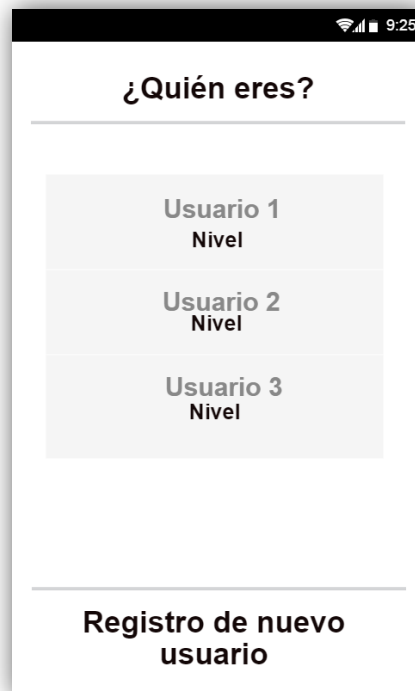 9:25
¿Quién eres?
Usuario 1
Nivel
Usuario 2
Nivel
Usuario 3
Nivel
Registro de nuevo
usuario